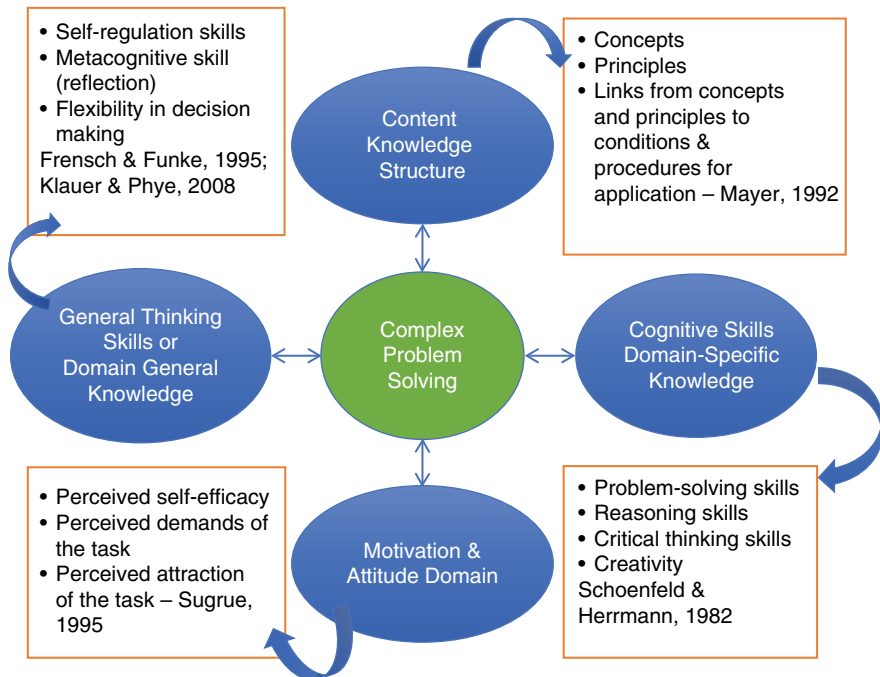 • Self-regulation skills
• Metacognitive skill
(reflection)
• Flexibility in decision
making
Frensch & Funke, 1995;
Klauer & Phye, 2008
Content
Knowledge
Structure
• Concepts
• Principles
• Links from concepts
and principles to
conditions &
procedures for
application – Mayer, 1992
General Thinking
Skills or
Domain General
Knowledge
Complex
Problem
Solving
Cognitive Skills
Domain-Specific
Knowledge
• Perceived self-efficacy
• Perceived demands of
the task
• Perceived attraction
of the task – Sugrue,
1995
Motivation &
Attitude Domain
• Problem-solving skills
• Reasoning skills
• Critical thinking skills
• Creativity
Schoenfeld &
Herrmann, 1982